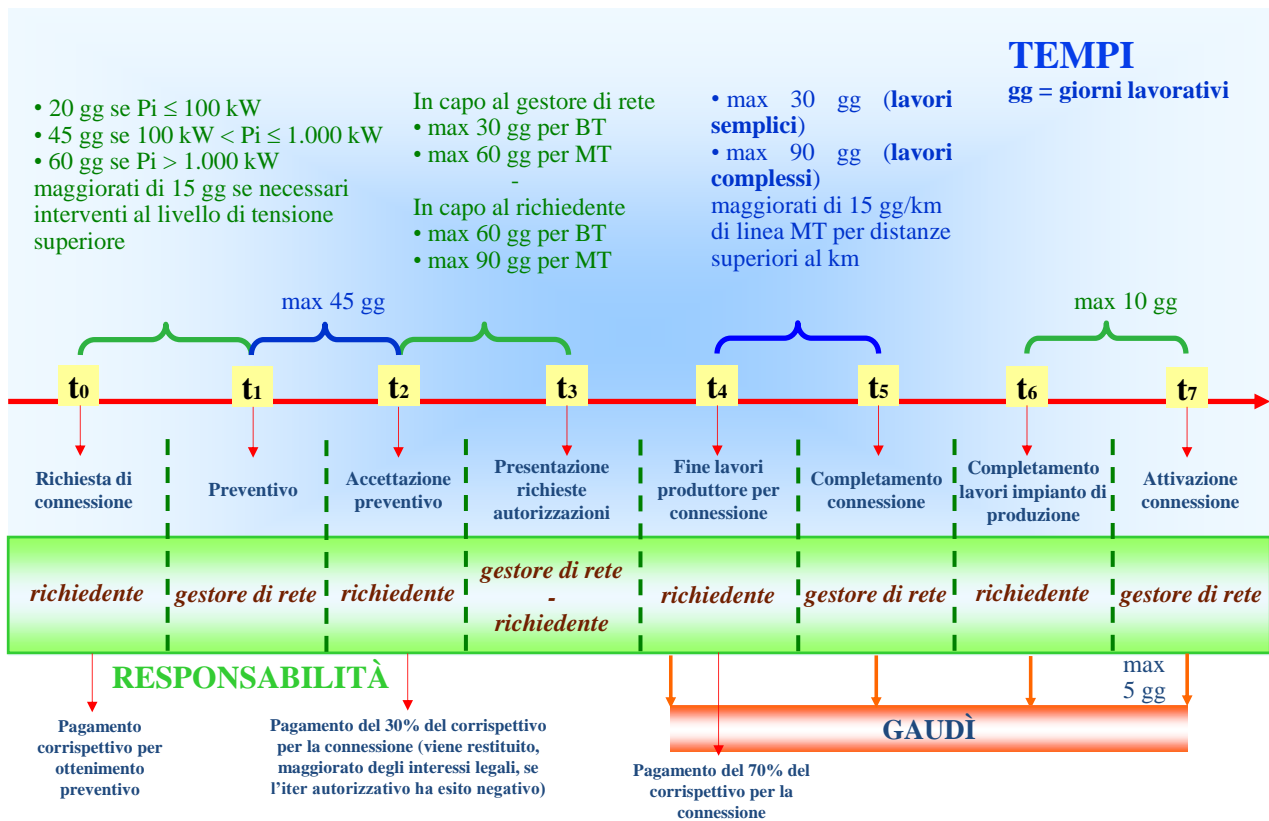 TEMPI
gg = giorni lavorativi
• 20 gg se Pi ≤ 100 kW
• 45 gg se 100 kW < Pi ≤ 1.000 kW
• 60 gg se Pi > 1.000 kW
maggiorati di 15 gg se necessari
interventi al livello di tensione
superiore
In capo al gestore di rete
• max 30 gg per BT
• max 60 gg per MT
-
In capo al richiedente
• max 60 gg per BT
• max 90 gg per MT
• max 30 gg (lavori
semplici)
• max 90 gg (lavori
complessi)
maggiorati di 15 gg/km
di linea MT per distanze
superiori al km
max 45 gg
max 10 gg
t0
t1
t2
t3
t4
t5
t6
t7
Richiesta di
connessione
Preventivo
Accettazione
preventivo
Presentazione
richieste
autorizzazioni
Fine lavori
produttore per
connessione
Completamento
connessione
Completamento
lavori impianto di
produzione
Attivazione
connessione
richiedente
gestore di rete
richiedente
gestore di rete
-
richiedente
richiedente
gestore di rete
richiedente
gestore di rete
RESPONSABILITÀ
max
5 gg
GAUDÌ
Pagamento
corrispettivo per
ottenimento
preventivo
Pagamento del 30% del corrispettivo
per la connessione (viene restituito,
maggiorato degli interessi legali, se
l’iter autorizzativo ha esito negativo)
Pagamento del 70% del
corrispettivo per la
connessione